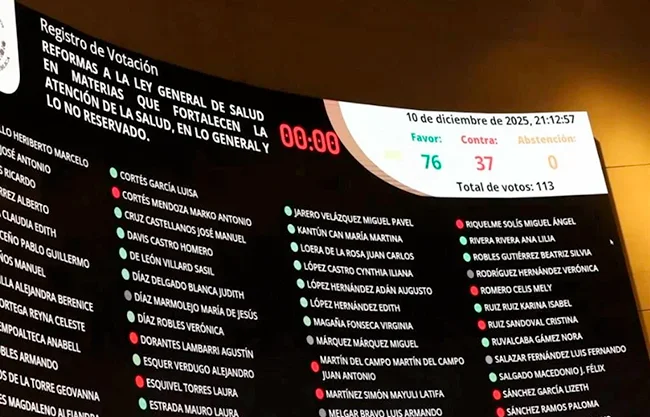 Registro de Votación
REFORMAS A LA LEY GENERAL DE SALUD
EN MATERIAS QUE FORTALECEN LA
ATENCIÓN DE LA SALUD, EN LO GENERAL Y
LO NO RESERVADO.
00:00
10 de diciembre de 2025, 21:12:57
Favor: Contra: Abstención:
76 37 0
Total de votos: 113
HERIBERTO MARCELO
JOSÉ ANTONIO
RICARDO
ALBERTO
CLAUDIA EDITH
PABLO GUILLERMO
MANUEL
ALEJANDRA BERENICE
ORTEGA REYNA CELESTE
ANABELL
ARMANDO
DE LA TORRE GEOVANNA
MAGDALENO ALEJANDRA
CORTÉS GARCÍA LUISA
CORTÉS MENDOZA MARKO ANTONIO
CRUZ CASTELLANOS JOSÉ MANUEL
DAVIS CASTRO HOMERO
DE LEÓN VILLARD SASIL
DÍAZ DELGADO BLANCA JUDITH
DÍAZ MARMOLEJO MARÍA DE JESÚS
DÍAZ ROBLES VERÓNICA
DORANTES LAMBARRI AGUSTÍN
ESQUER VERDUGO ALEJANDRO
ESQUIVEL TORRES LAURA
ESTRADA MAURO LAURA
JARERO VELÁZQUEZ MIGUEL PAVEL
KANTÚN CAN MARÍA MARTINA
LOERA DE LA ROSA JUAN CARLOS
LÓPEZ CASTRO CYNTHIA ILIANA
LÓPEZ HERNÁNDEZ ADÁN AUGUSTO
LÓPEZ HERNÁNDEZ EDITH
MAGAÑA FONSECA VIRGINIA
MÁRQUEZ MÁRQUEZ MIGUEL
MARTÍN DEL CAMPO MARTÍN DEL CAMPO
JUAN ANTONIO
MARTÍNEZ SIMÓN MAYULI LATIFA
MELGAR BRAVO LUIS ARMANDO
RIQUELME SOLÍS MIGUEL ÁNGEL
RIVERA RIVERA ANA LILIA
ROBLES GUTIÉRREZ BEATRIZ SILVIA
RODRÍGUEZ HERNÁNDEZ VERÓNICA
ROMERO CELIS MELY
RUIZ RUIZ KARINA ISABEL
RUIZ SANDOVAL CRISTINA
RUVALCABA GÁMEZ NORA
SALAZAR FERNÁNDEZ LUIS FERNANDO
SALGADO MACEDONIO J. FÉLIX
SÁNCHEZ GARCÍA LIZETH
SÁNCHEZ RAMOS PALOMA